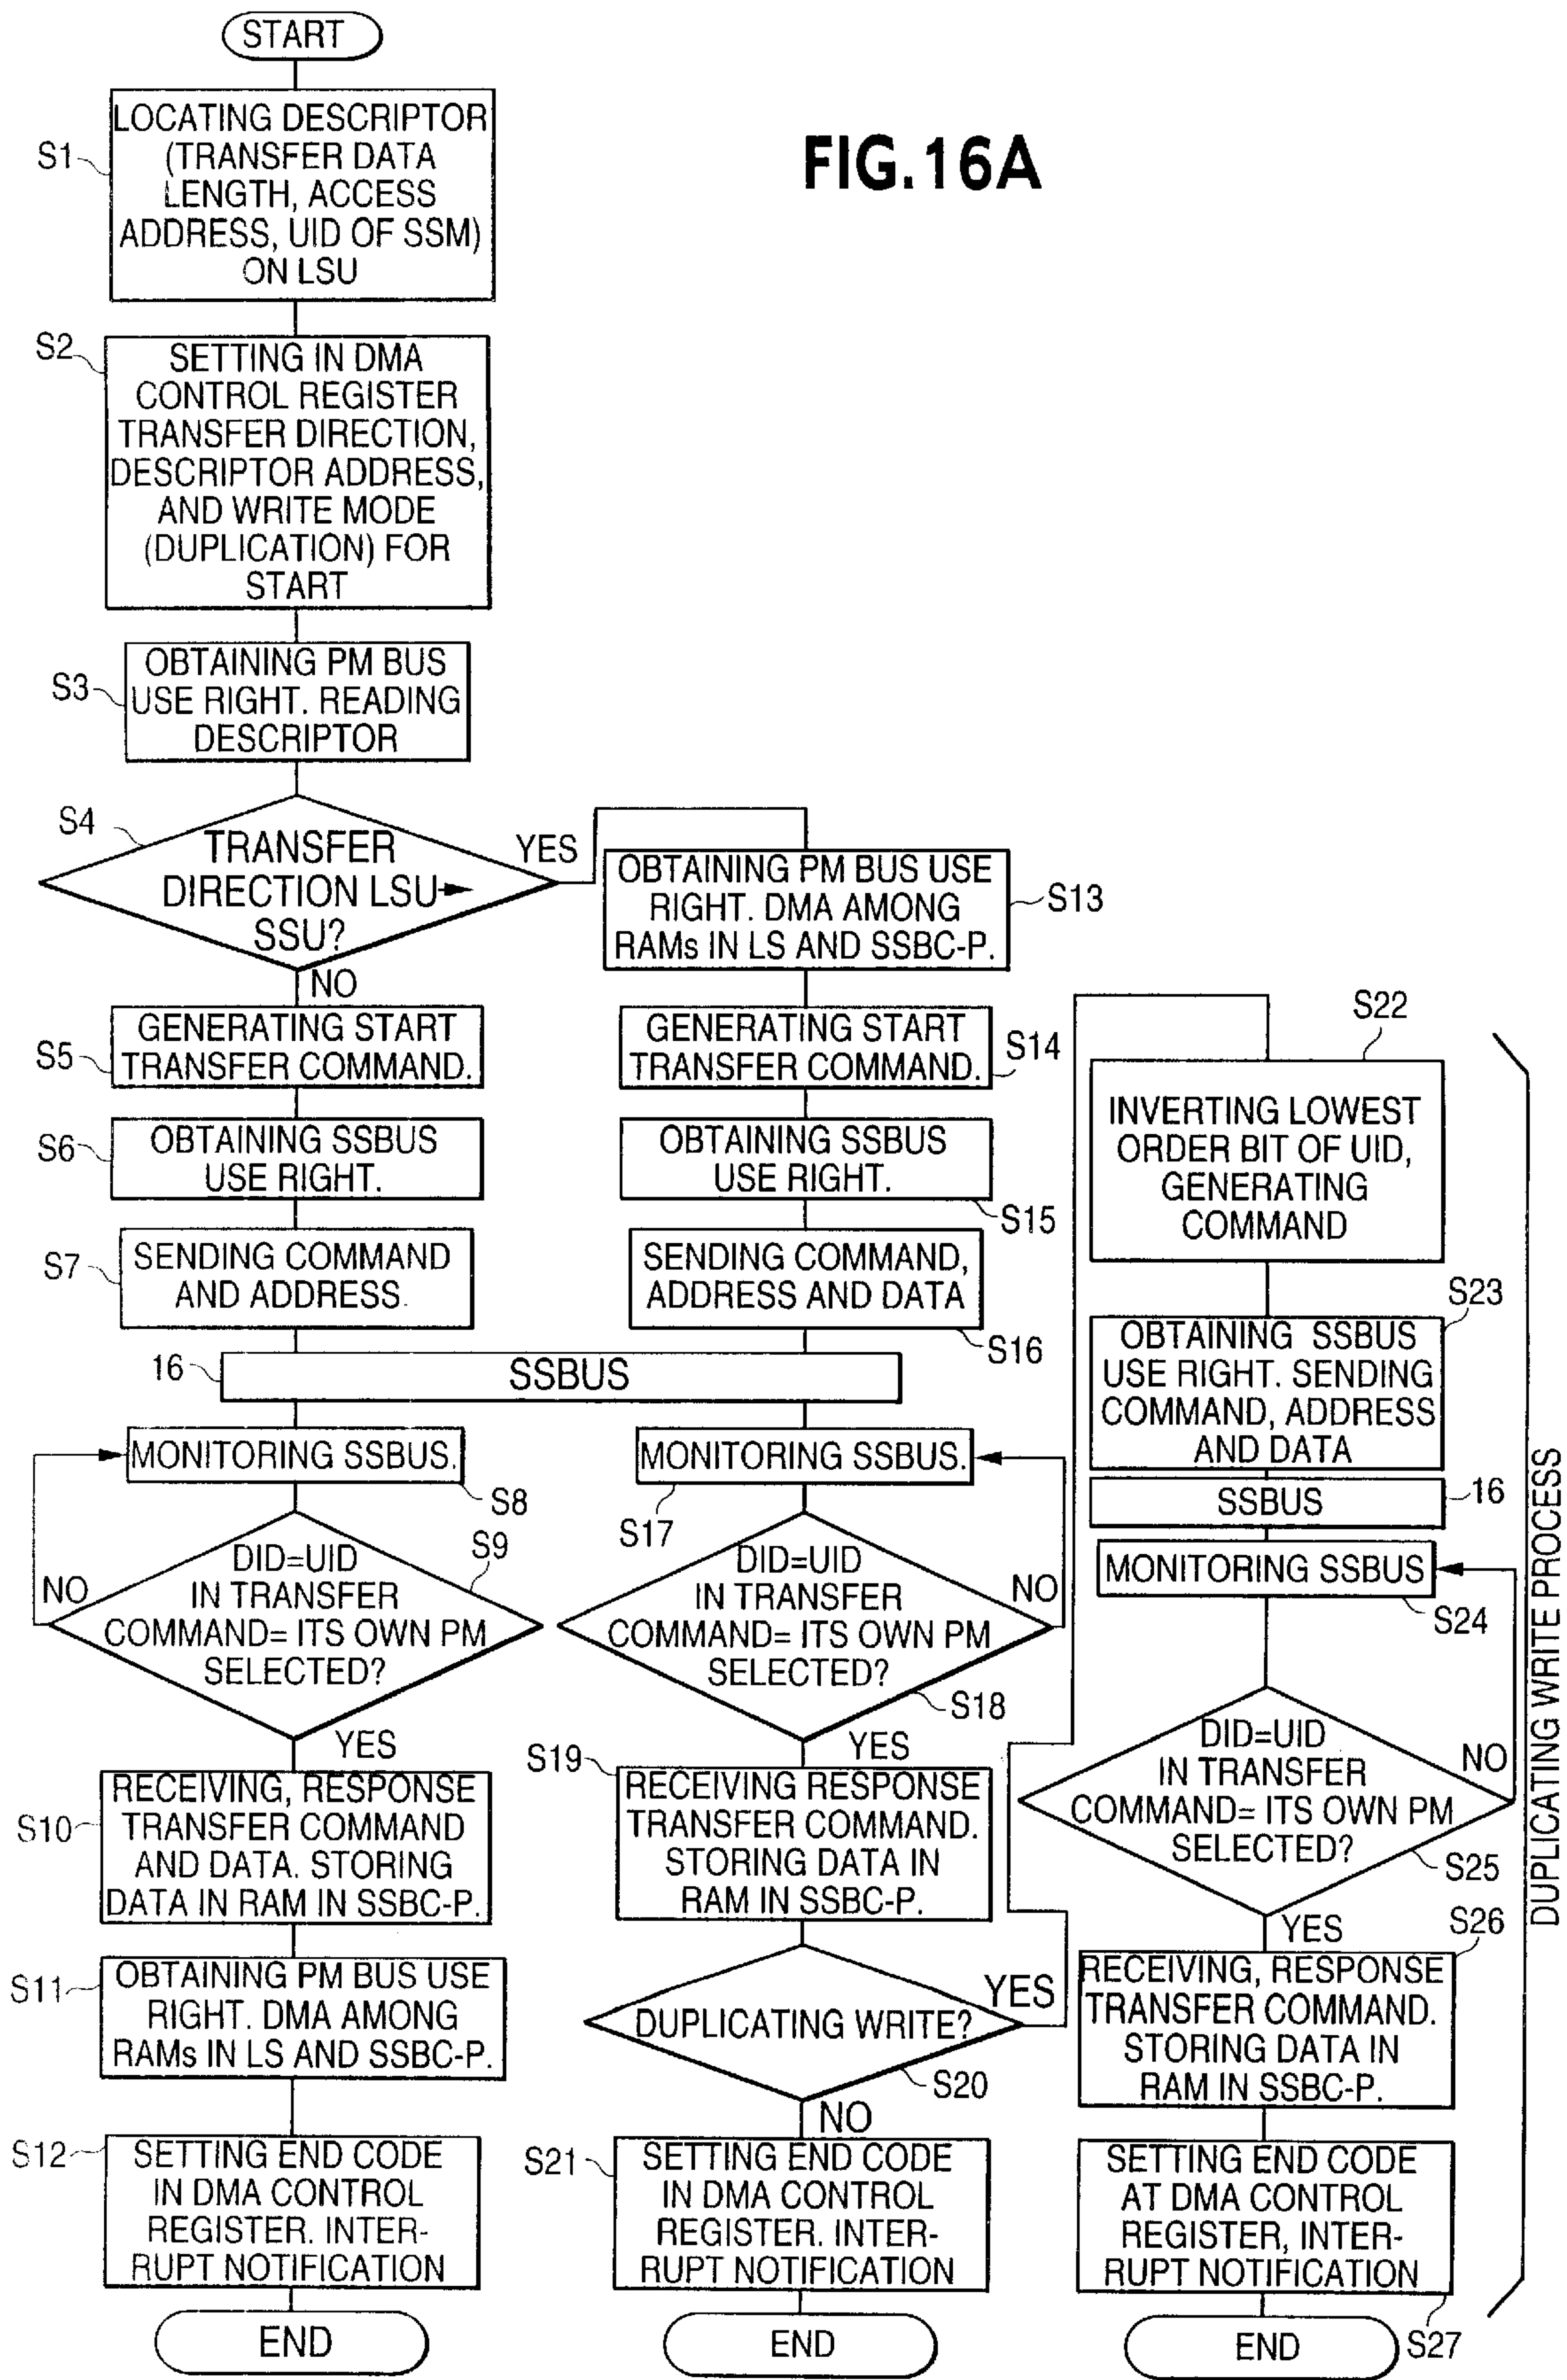 START
FIG.16A
S1
LOCATING DESCRIPTOR
(TRANSFER DATA
LENGTH, ACCESS
ADDRESS, UID OF SSM)
ON LSU
S2
SETTING IN DMA
CONTROL REGISTER
TRANSFER DIRECTION,
DESCRIPTOR ADDRESS,
AND WRITE MODE
(DUPLICATION) FOR
START
S3
OBTAINING PM BUS
USE RIGHT. READING
DESCRIPTOR
S4
TRANSFER
DIRECTION LSU→
SSU?
YES
NO
S5
GENERATING START
TRANSFER COMMAND.
S6
OBTAINING SSBUS
USE RIGHT.
S7
SENDING COMMAND
AND ADDRESS.
16
SSBUS
MONITORING SSBUS.
S8
S9
DID=UID
IN TRANSFER
COMMAND= ITS OWN PM
SELECTED?
NO
YES
S10
RECEIVING, RESPONSE
TRANSFER COMMAND
AND DATA. STORING
DATA IN RAM IN SSBC-P.
S11
OBTAINING PM BUS USE
RIGHT. DMA AMONG
RAMs IN LS AND SSBC-P.
S12
SETTING END CODE
IN DMA CONTROL
REGISTER. INTER-
RUPT NOTIFICATION
END
OBTAINING PM BUS USE
RIGHT. DMA AMONG
RAMs IN LS AND SSBC-P.
S13
GENERATING START
TRANSFER COMMAND.
S14
OBTAINING SSBUS
USE RIGHT.
S15
SENDING COMMAND,
ADDRESS AND DATA
S16
MONITORING SSBUS.
S17
DID=UID
IN TRANSFER
COMMAND= ITS OWN PM
SELECTED?
NO
S18
YES
S19
RECEIVING RESPONSE
TRANSFER COMMAND.
STORING DATA IN
RAM IN SSBC-P.
DUPLICATING WRITE?
YES
S20
NO
S21
SETTING END CODE
IN DMA CONTROL
REGISTER. INTER-
RUPT NOTIFICATION
END
S22
INVERTING LOWEST
ORDER BIT OF UID,
GENERATING
COMMAND
S23
OBTAINING SSBUS
USE RIGHT. SENDING
COMMAND, ADDRESS
AND DATA
SSBUS
16
MONITORING SSBUS
S24
DID=UID
IN TRANSFER
COMMAND= ITS OWN PM
SELECTED?
NO
S25
YES
S26
RECEIVING, RESPONSE
TRANSFER COMMAND.
STORING DATA IN
RAM IN SSBC-P.
SETTING END CODE
AT DMA CONTROL
REGISTER, INTER-
RUPT NOTIFICATION
S27
END
DUPLICATING WRITE PROCESS